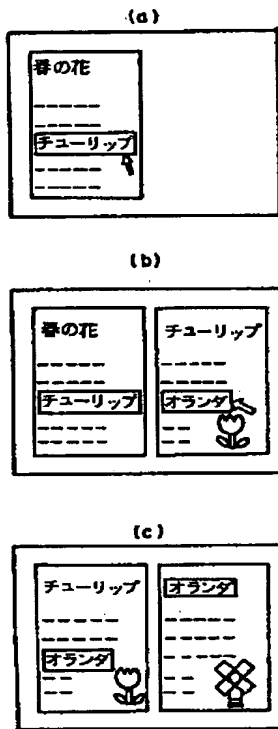 (a)
春の花
チューリップ
(b)
春の花
チューリップ
チューリップ
オランダ
(c)
チューリップ
オランダ
オランダ